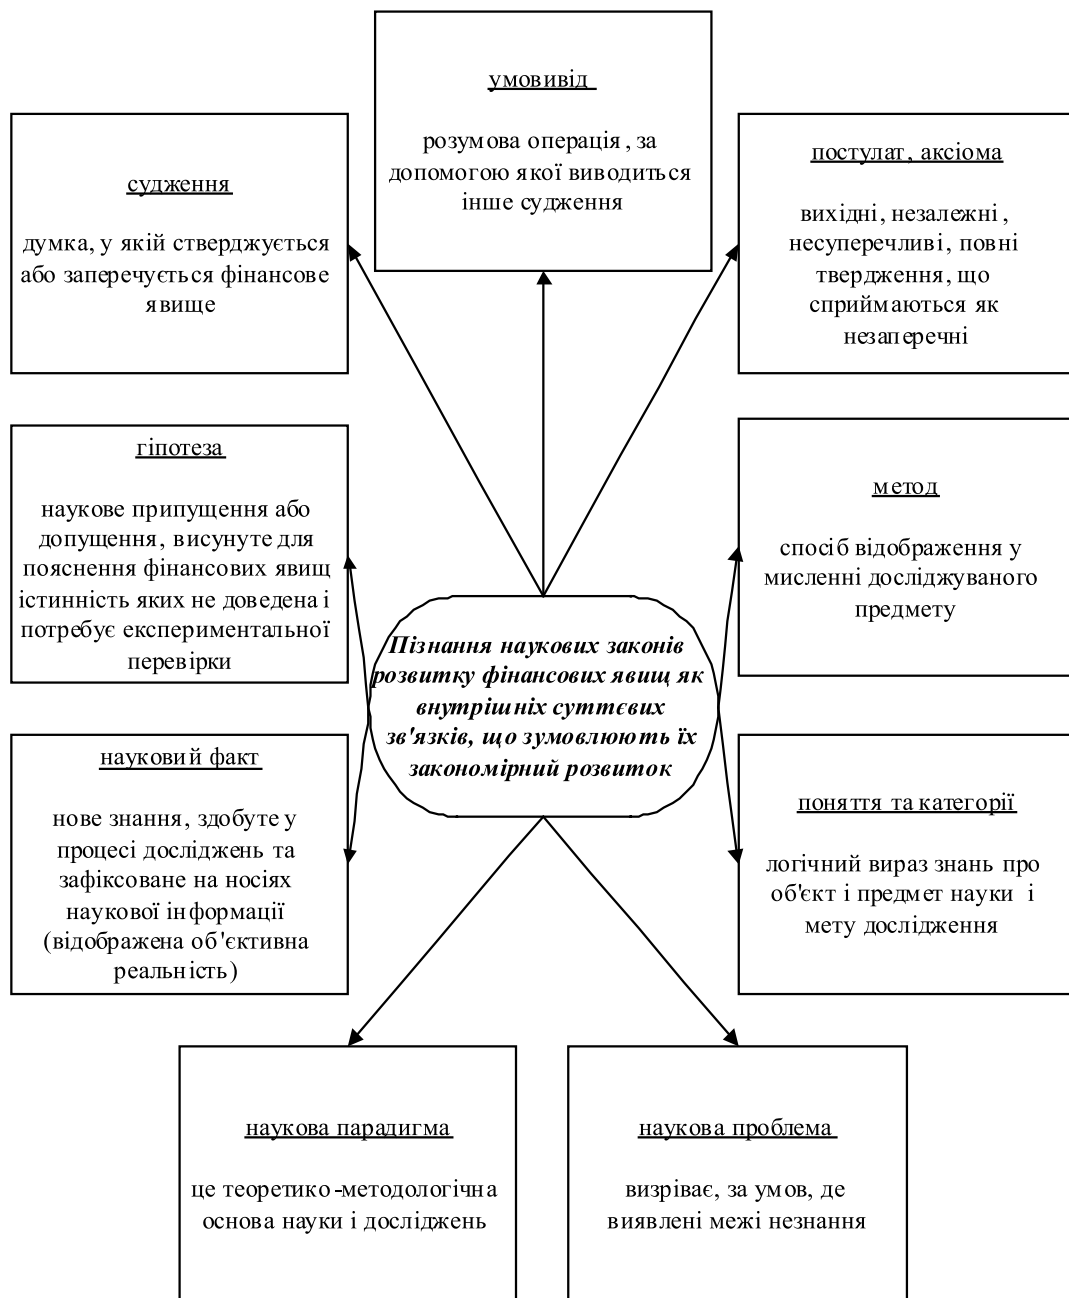 умовивід
розумова операція, за
допомогою якої виводиться
інше судження
судження
думка, у якій стверджується
або заперечується фінансове
явище
постулат, аксіома
вихідні, незалежні,
несуперечливі, повні
твердження, що
сприймаються як
незаперечні
гіпотеза
наукове припущення або
допущення, висунуте для
пояснення фінансових явищ
істинність яких не доведена і
потребує експериментальної
перевірки
метод
спосіб відображення у
мисленні досліджуваного
предмету
Пізнання наукових законів
розвитку фінансових явищ як
внутрішніх суттєвих
зв'язків, що зумовлюють їх
закономірний розвиток
науковий факт
нове знання, здобуте у
процесі досліджень та
зафіксоване на носіях
наукової інформації
(відображена об'єктивна
реальність)
поняття та категорії
логічний вираз знань про
об'єкт і предмет науки і
мету дослідження
наукова парадигма
це теоретико-методологічна
основа науки і досліджень
наукова проблема
визріває, за умов, де
виявлені межі незнання